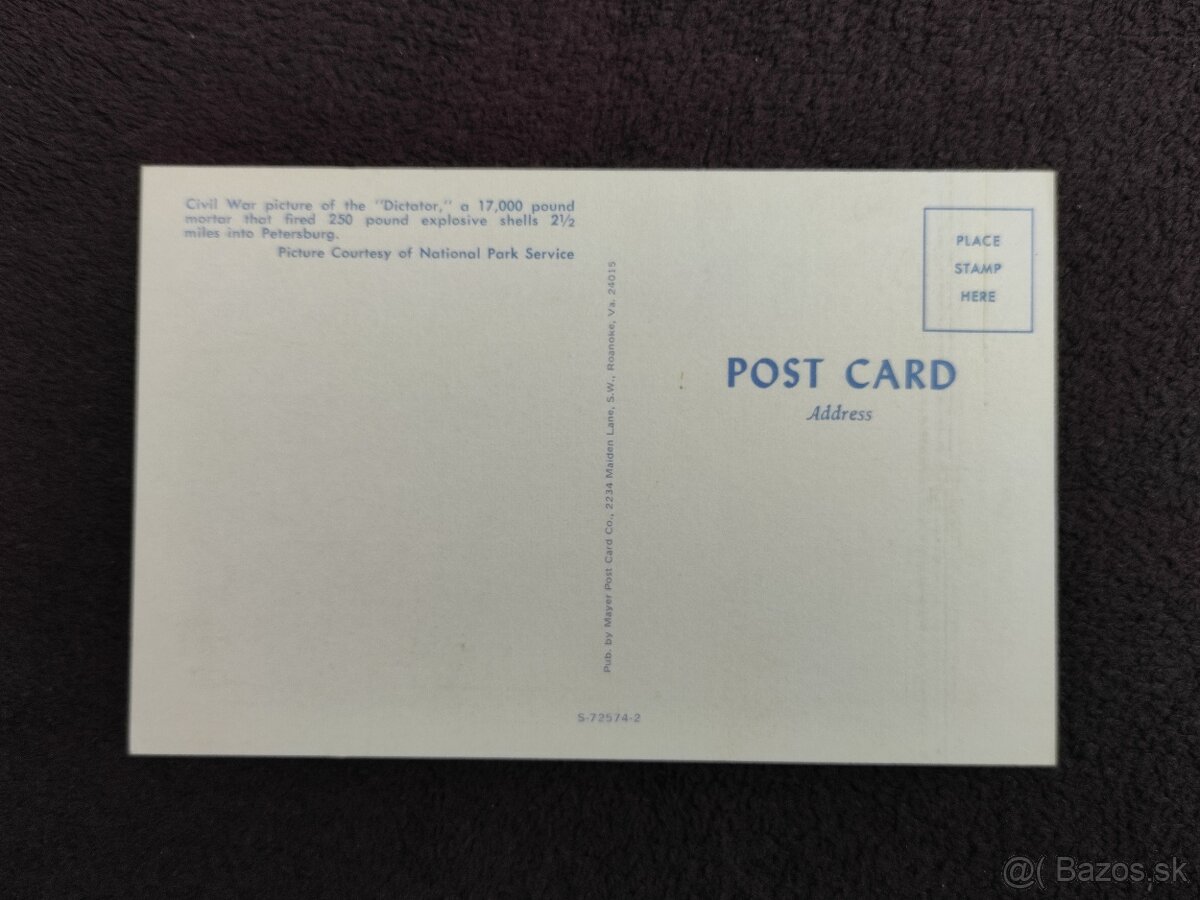 Civil War picture of the "Dictator," a 17,000 pound
mortar that fired 250 pound explosive shells 2½
miles into Petersburg.
Picture Courtesy of National Park Service
Pub. by Mayer Post Card Co., 2234 Maiden Lane, S.W., Roanoke, Va. 24015
PLACE
STAMP
HERE
POST CARD
Address
S-72574-2
@( Bazos.sk